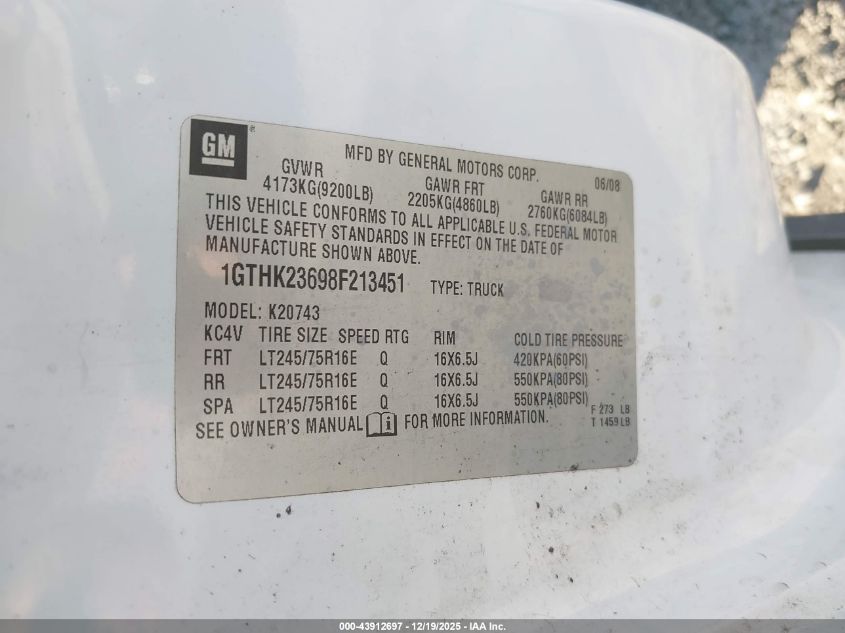 GM
MFD BY GENERAL MOTORS CORP. 06/08
GVWR GAWR FRT GAWR RR
4173KG(9200LB) 2205KG(4860LB) 2760KG(6084LB)
THIS VEHICLE CONFORMS TO ALL APPLICABLE U.S. FEDERAL MOTOR
VEHICLE SAFETY STANDARDS IN EFFECT ON THE DATE OF
MANUFACTURE SHOWN ABOVE.
1GTHK23698F213451 TYPE: TRUCK
MODEL: K20743
KC4V TIRE SIZE SPEED RTG RIM COLD TIRE PRESSURE
FRT LT245/75R16E Q 16X6.5J 420KPA(60PSI)
RR LT245/75R16E Q 16X6.5J 550KPA(80PSI)
SPA LT245/75R16E Q 16X6.5J 550KPA(80PSI)
F 273 LB
SEE OWNER'S MANUAL FOR MORE INFORMATION. T 1459 LB
000-43912697 - 12/19/2025 - IAA Inc.